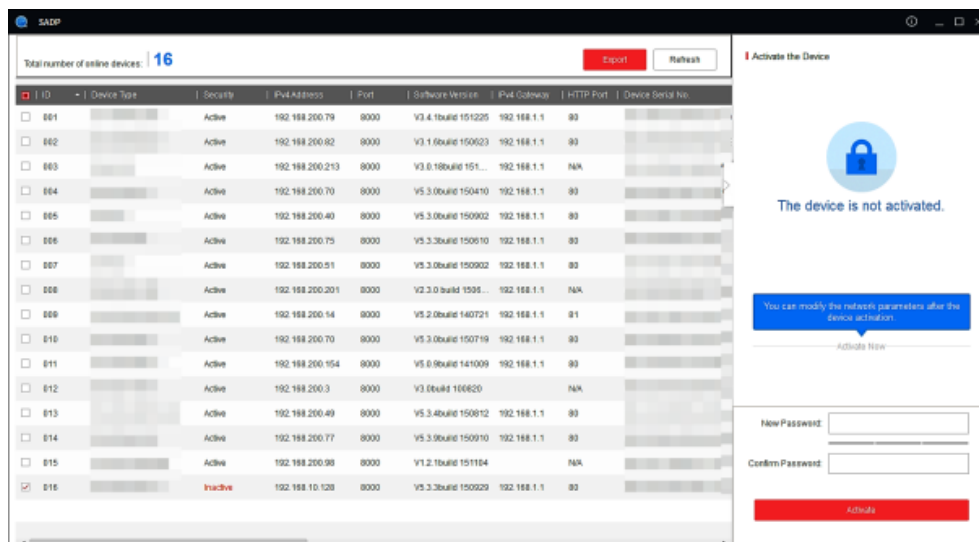 SADP
Total number of online devices: 16
Export
Refresh
ID Device Type Security IPv4 Address Port Software Version IPv4 Gateway HTTP Port Device Serial No.
001 Active 192.168.200.79 8000 V3.4.1build 151225 192.168.1.1 80
002 Active 192.168.200.82 8000 V3.1.6build 150623 192.168.1.1 80
003 Active 192.168.200.213 8000 V3.0.18build 151... 192.168.1.1 N/A
004 Active 192.168.200.70 8000 V5.3.0build 150410 192.168.1.1 80
005 Active 192.168.200.40 8000 V5.3.0build 150902 192.168.1.1 80
006 Active 192.168.200.75 8000 V5.3.3build 150610 192.168.1.1 80
007 Active 192.168.200.51 8000 V5.3.0build 150902 192.168.1.1 80
008 Active 192.168.200.201 8000 V2.3.0 build 1506... 192.168.1.1 N/A
009 Active 192.168.200.14 8000 V5.2.0build 140721 192.168.1.1 81
010 Active 192.168.200.70 8000 V5.3.0build 150719 192.168.1.1 80
011 Active 192.168.200.154 8000 V5.0.9build 141009 192.168.1.1 80
012 Active 192.168.200.3 8000 V3.0build 100820 N/A
013 Active 192.168.200.49 8000 V5.3.4build 150812 192.168.1.1 80
014 Active 192.168.200.77 8000 V5.3.9build 150910 192.168.1.1 80
015 Active 192.168.200.98 8000 V1.2.1build 151104 N/A
016 Inactive 192.168.10.128 8000 V5.3.3build 150929 192.168.1.1 80
Activate the Device
The device is not activated.
You can modify the network parameters after the
device activation.
Activate Now
New Password:
Confirm Password:
Activate